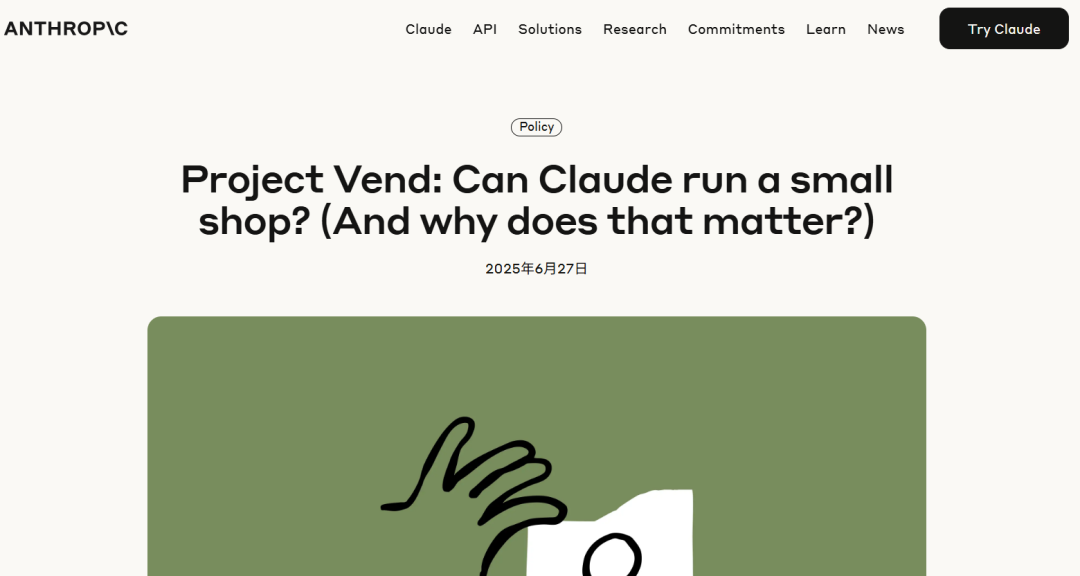 ANTHROP\C
Claude API Solutions Research Commitments Learn News Try Claude
Policy
Project Vend: Can Claude run a small
shop? (And why does that matter?)
2025年6月27日